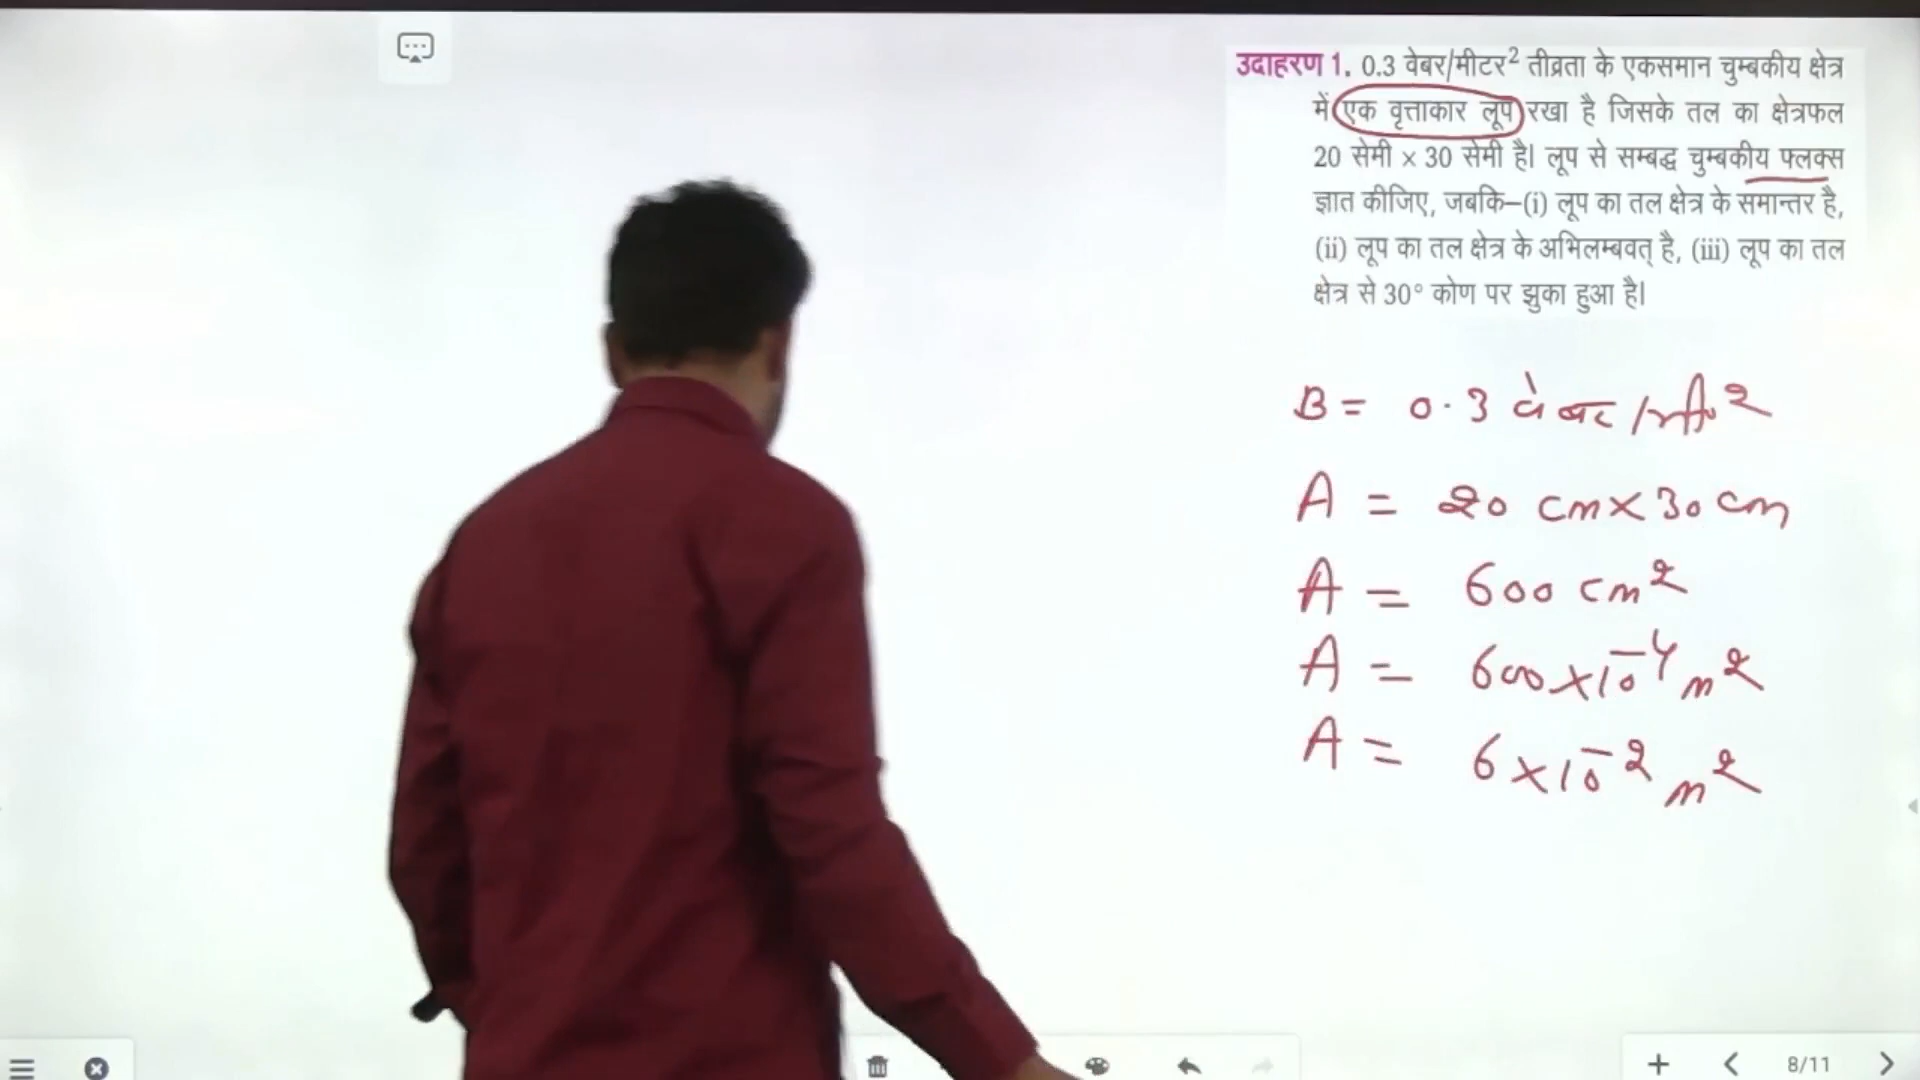 उदाहरण 1. 0.3 वेबर/मीटर² तीव्रता के एकसमान चुम्बकीय क्षेत्र
में एक वृत्ताकार लूप रखा है जिसके तल का क्षेत्रफल
20 सेमी × 30 सेमी है। लूप से सम्बद्ध चुम्बकीय फ्लक्स
ज्ञात कीजिए, जबकि–(i) लूप का तल क्षेत्र के समान्तर है,
(ii) लूप का तल क्षेत्र के अभिलम्बवत् है, (iii) लूप का तल
क्षेत्र से 30° कोण पर झुका हुआ है।
B = 0.3 वेबर/मी०²
A = 20 cm × 30 cm
A = 600 cm²
A = 600 × 10⁻⁴ m²
A = 6 × 10⁻² m²
8/11